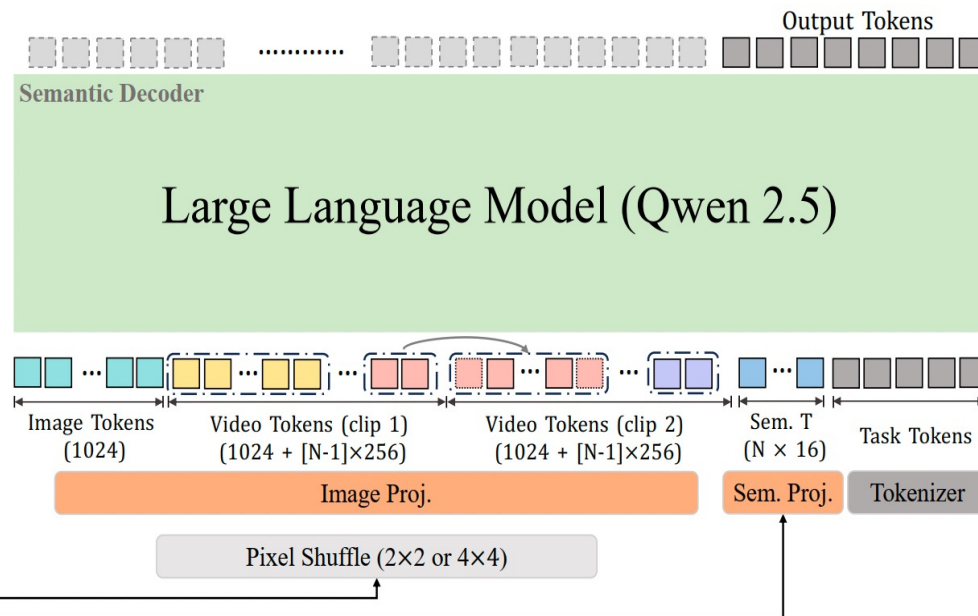 Output Tokens
Semantic Decoder
Large Language Model (Qwen 2.5)
Image Tokens
(1024)
Video Tokens (clip 1)
(1024 + [N-1]×256)
Video Tokens (clip 2)
(1024 + [N-1]×256)
Sem. T
(N × 16)
Task Tokens
Image Proj.
Sem. Proj.
Tokenizer
Pixel Shuffle (2×2 or 4×4)